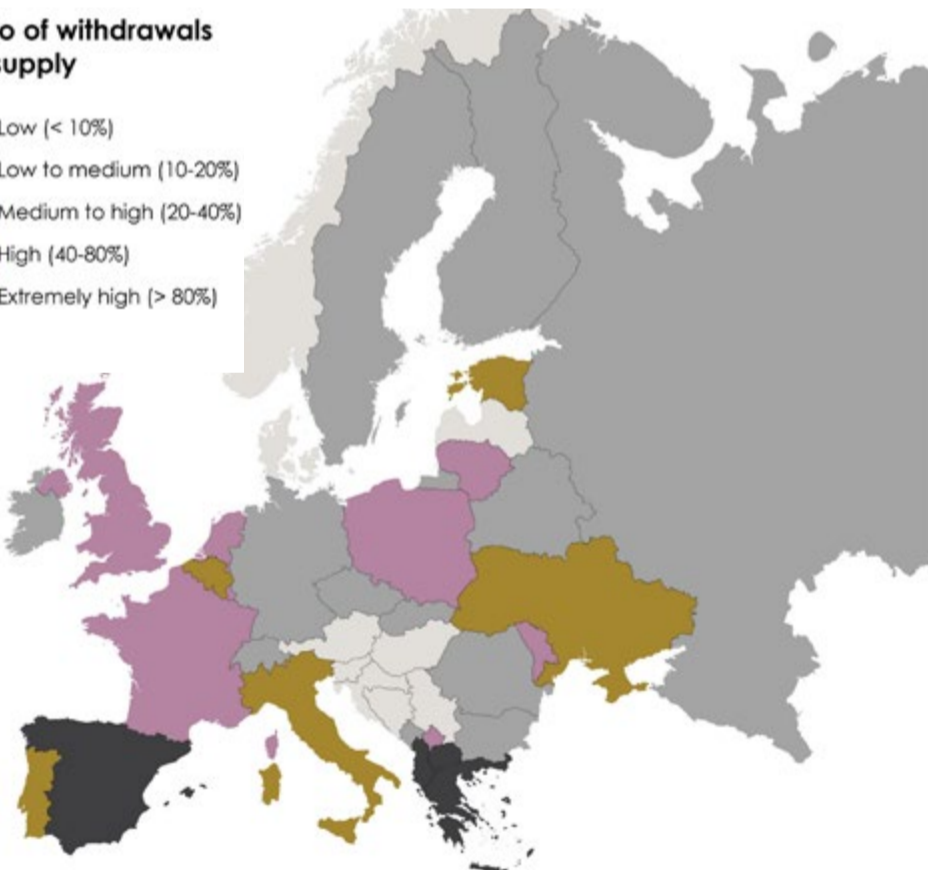 o of withdrawals
supply
Low (< 10%)
Low to medium (10-20%)
Medium to high (20-40%)
High (40-80%)
Extremely high (> 80%)